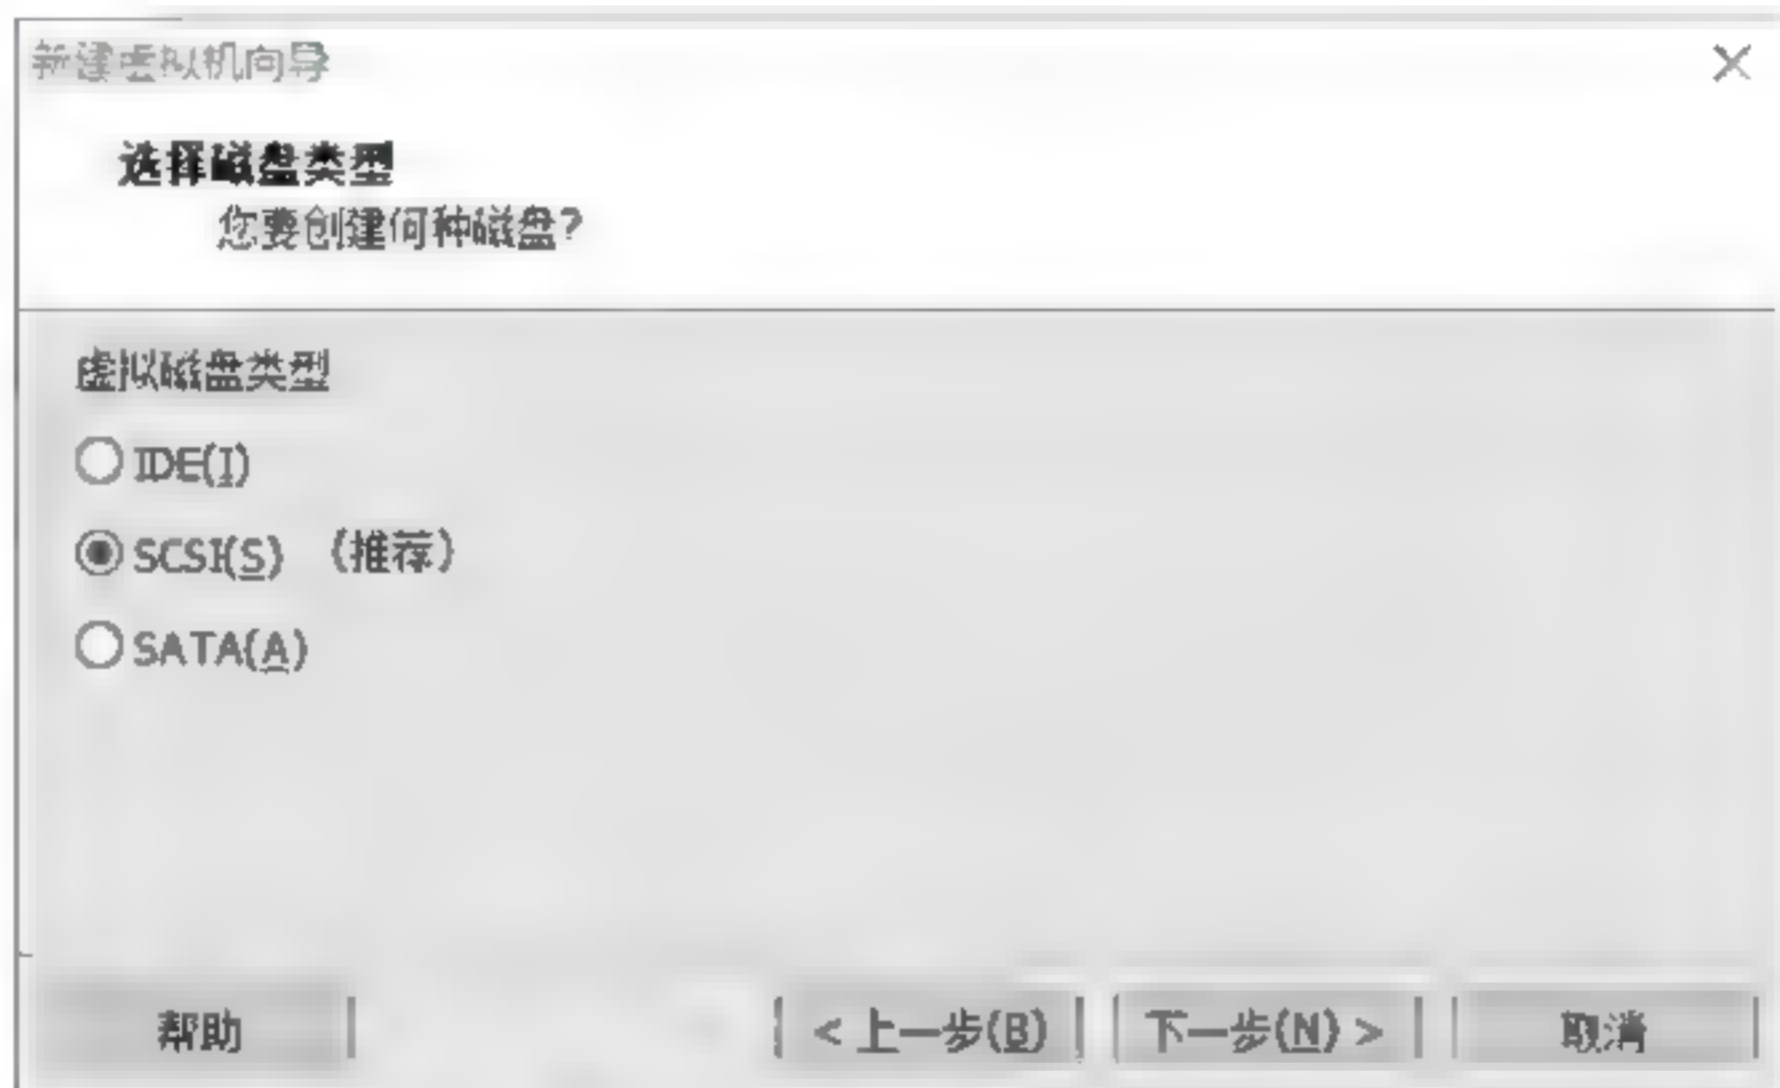 新建虚拟机向导
选择磁盘类型
您要创建何种磁盘?
虚拟磁盘类型
IDE(I)
SCSI(S) (推荐)
SATA(A)
帮助 < 上一步(B) 下一步(N) > 取消